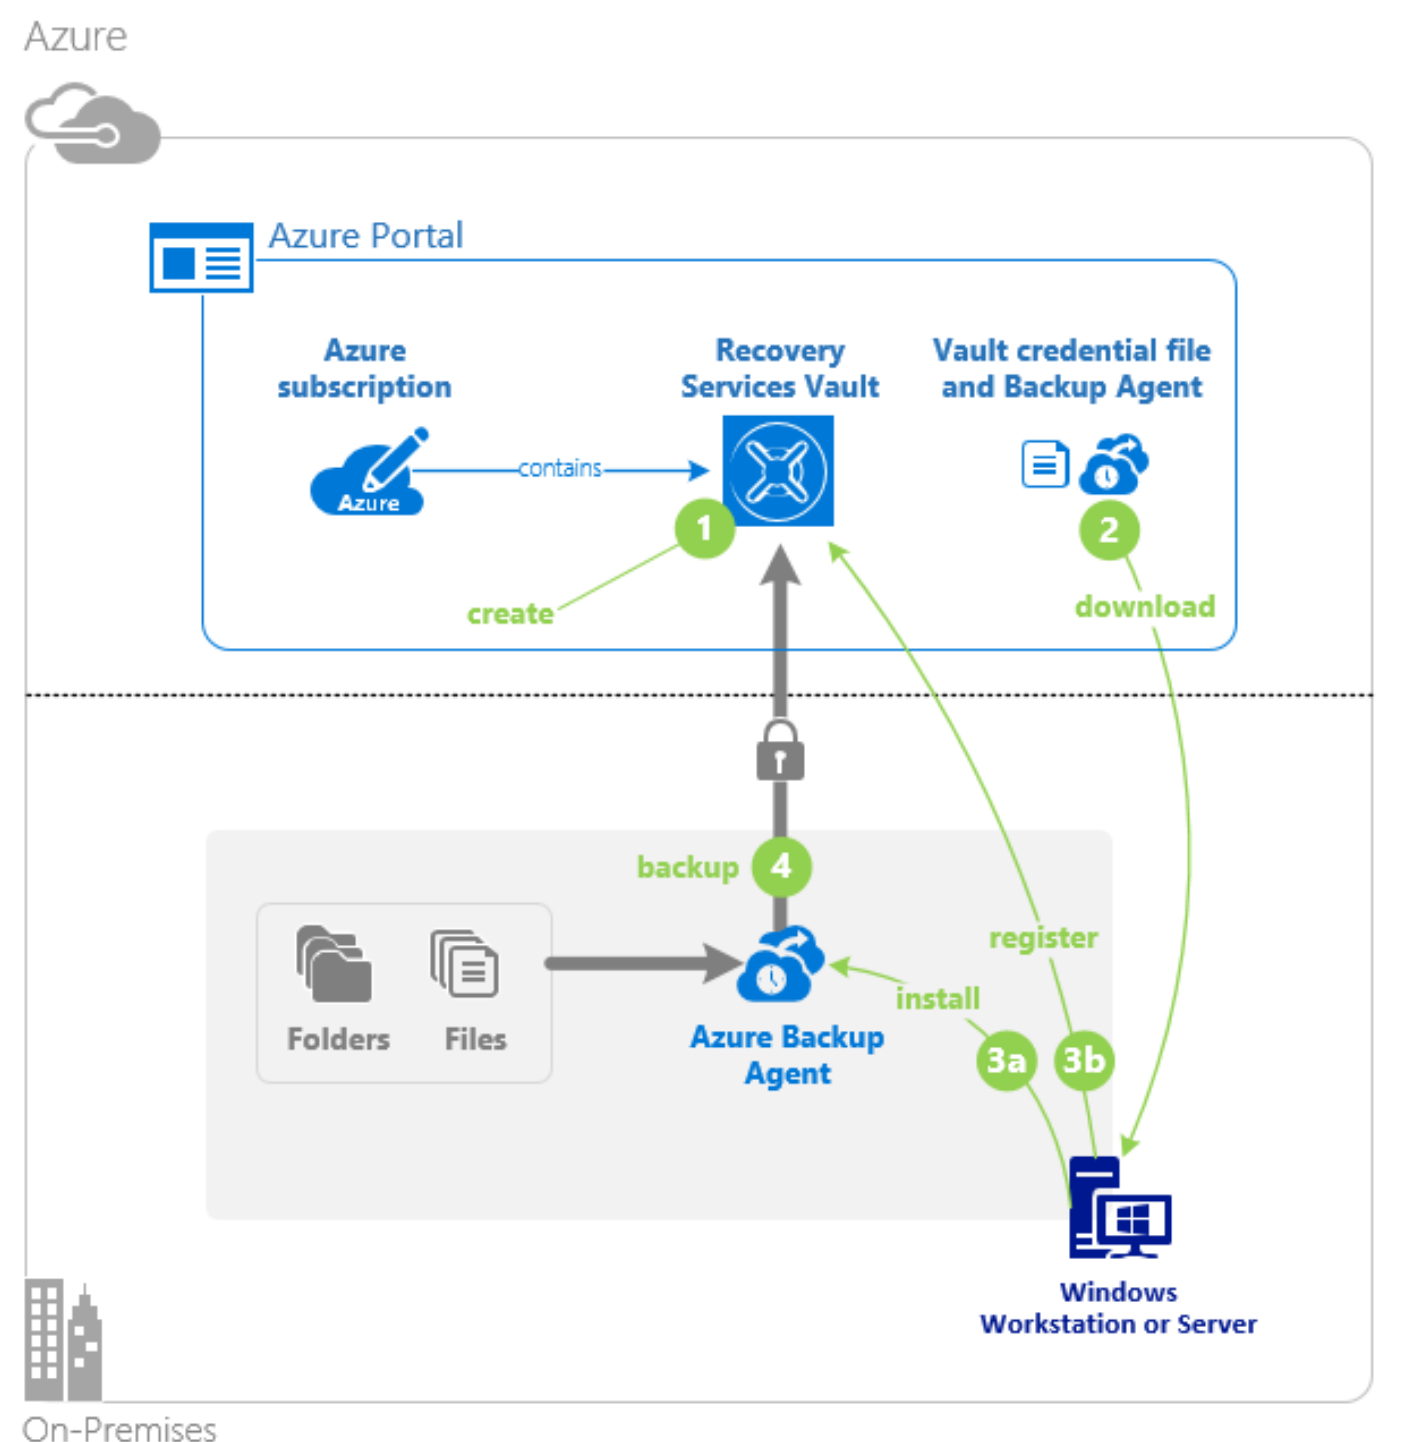 Azure
Azure Portal
Azure
subscription
Recovery
Services Vault
Vault credential file
and Backup Agent
Azure
contains
1
2
create
download
backup
4
register
install
Folders
Files
Azure Backup
Agent
3a
3b
Windows
Workstation or Server
On-Premises